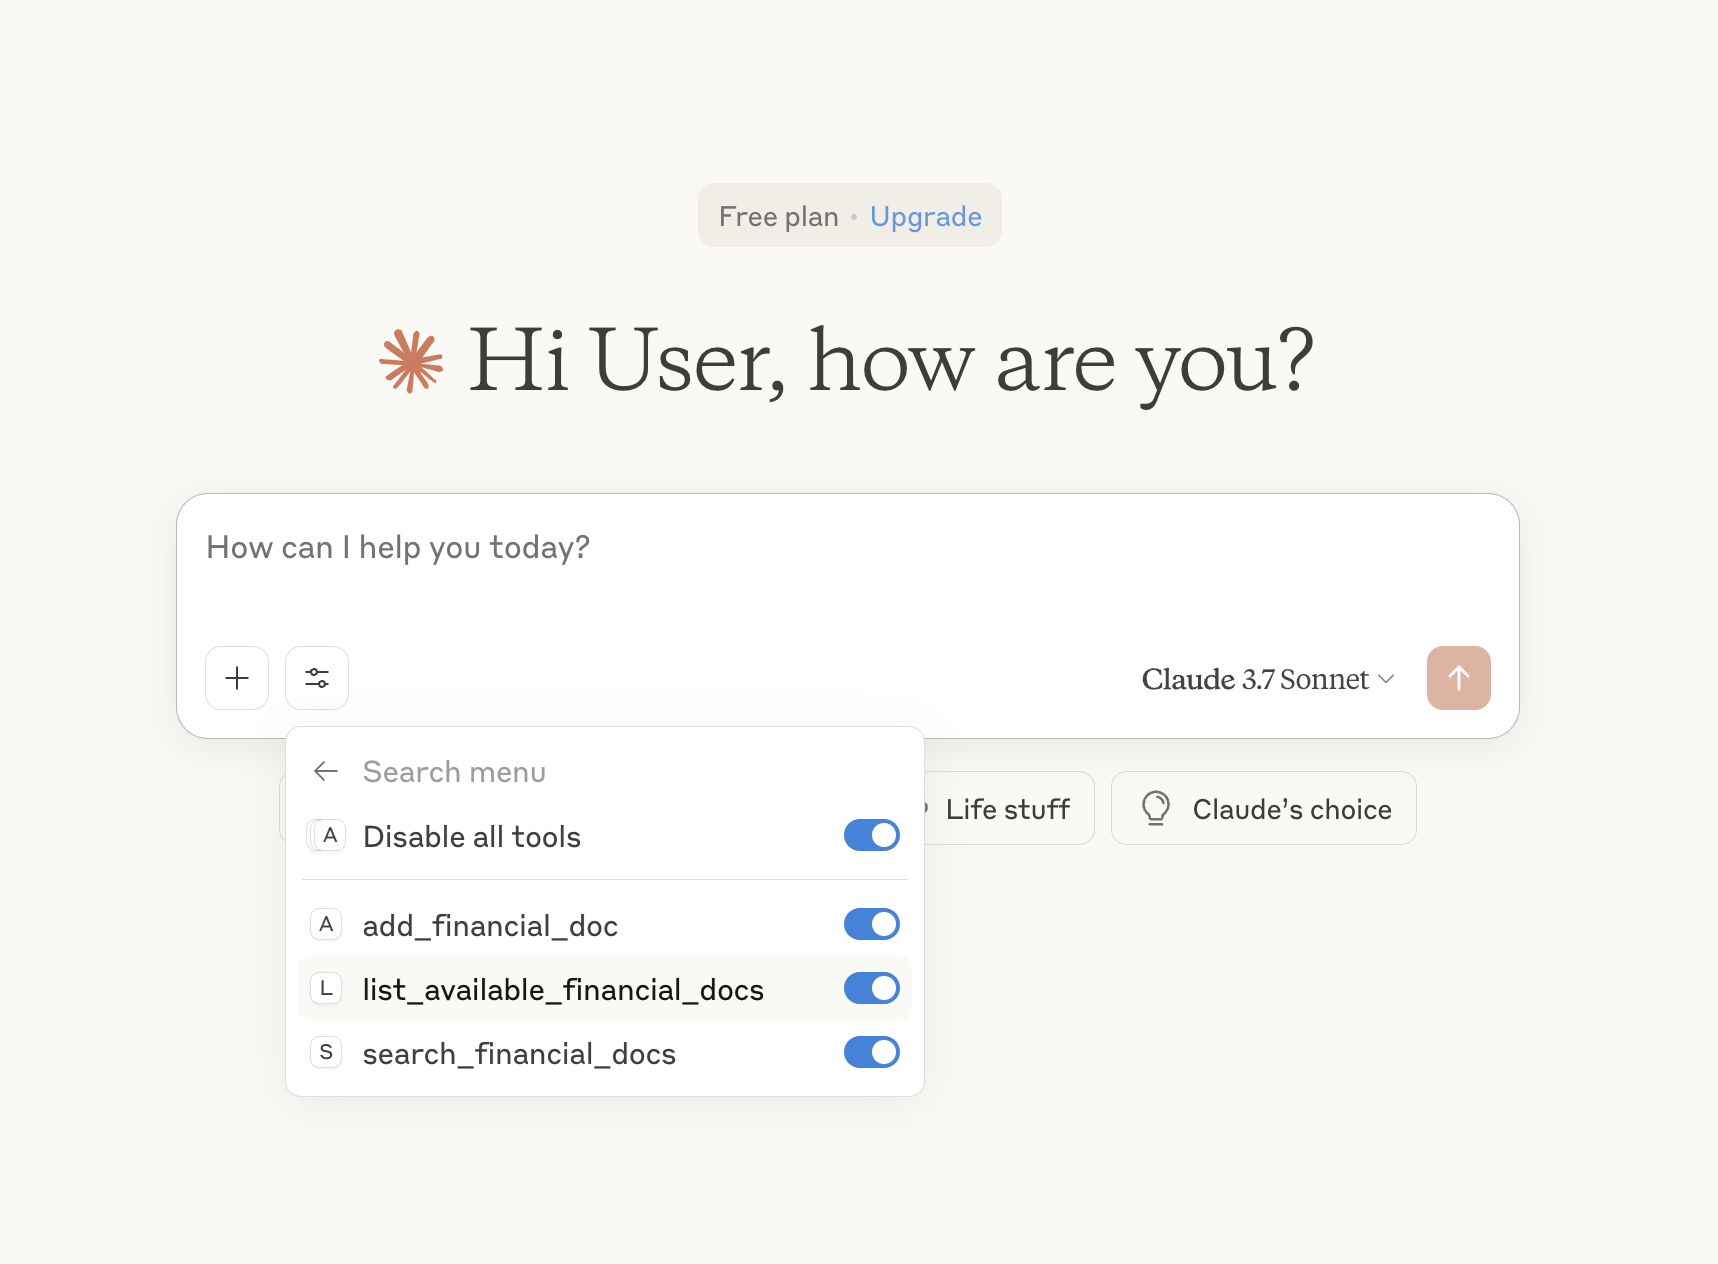 Free plan • Upgrade
Hi User, how are you?
How can I help you today?
Claude 3.7 Sonnet
Search menu
A Disable all tools
Life stuff
Claude’s choice
A add_financial_doc
L list_available_financial_docs
S search_financial_docs